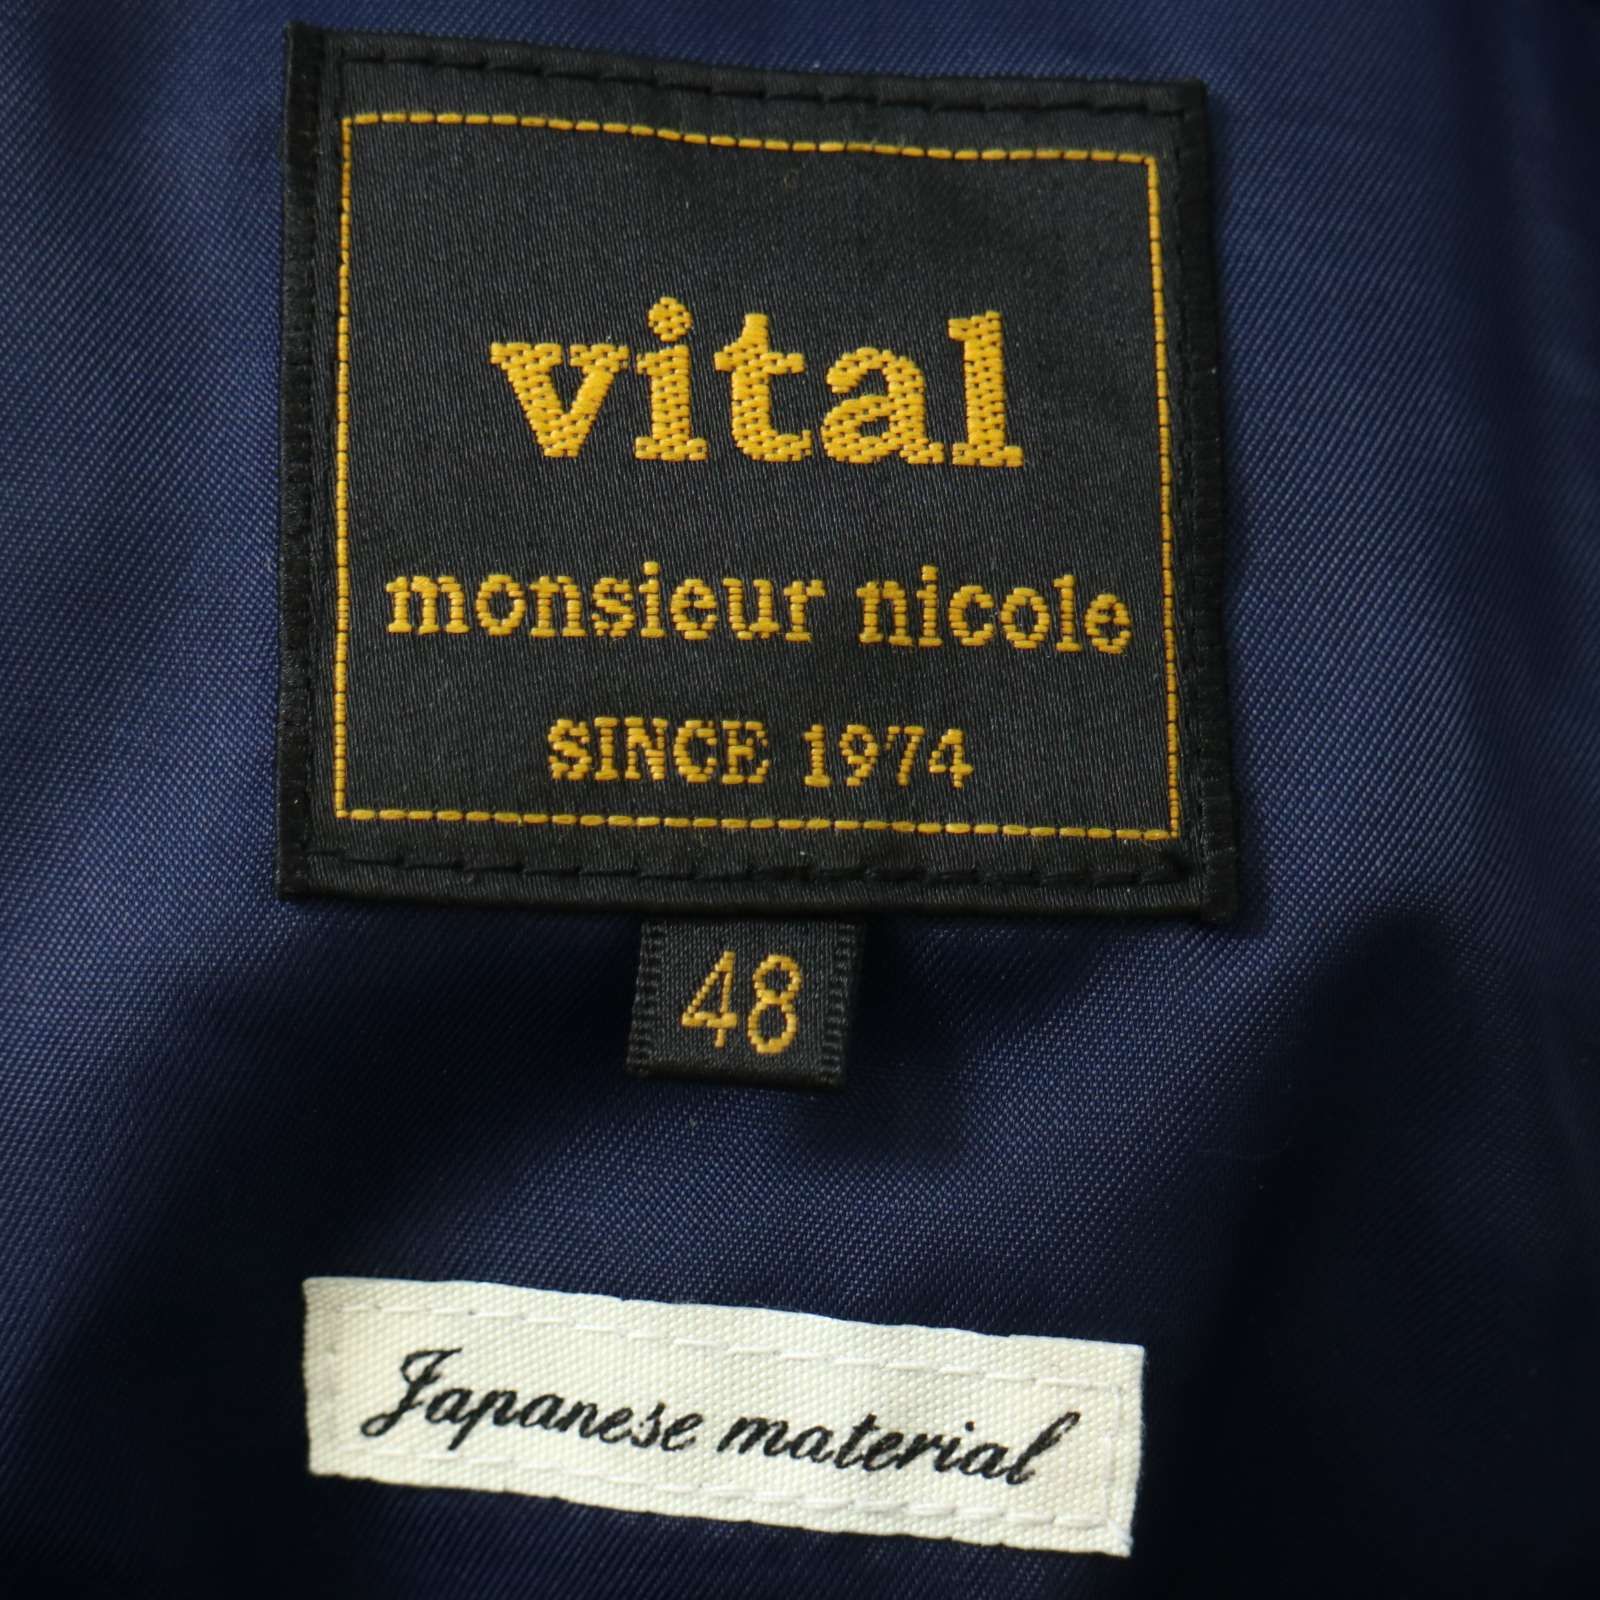 vital
monsieur nicole
SINCE 1974
48
Japanese material